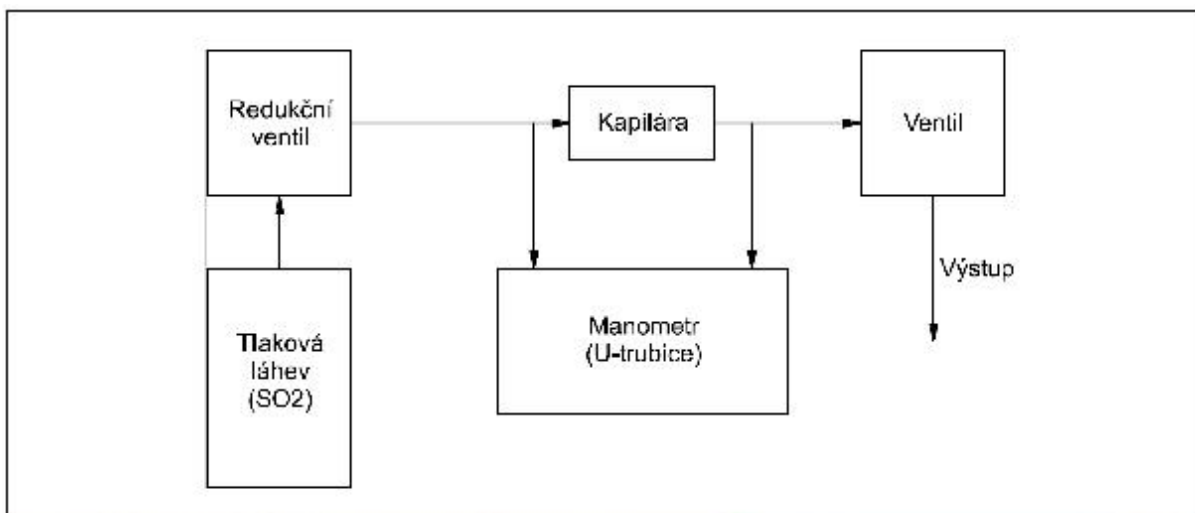 Redukční
ventil
Kapilára
Ventil
Výstup
Manometr
(U-trubice)
Tlaková
láhev
(SO2)